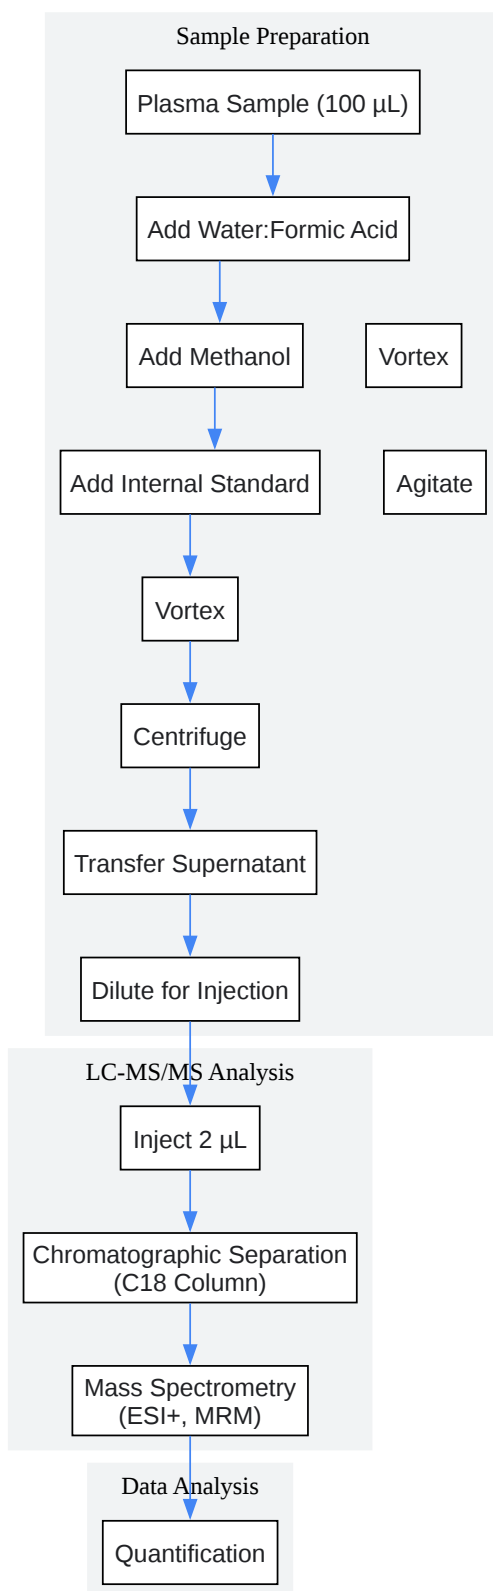 Sample Preparation
Plasma Sample (100 µL)
Add Water:Formic Acid
Add Methanol
Vortex
Add Internal Standard
Agitate
Vortex
Centrifuge
Transfer Supernatant
Dilute for Injection
LC-MS/MS Analysis
Inject 2 µL
Chromatographic Separation
(C18 Column)
Mass Spectrometry
(ESI+, MRM)
Data Analysis
Quantification